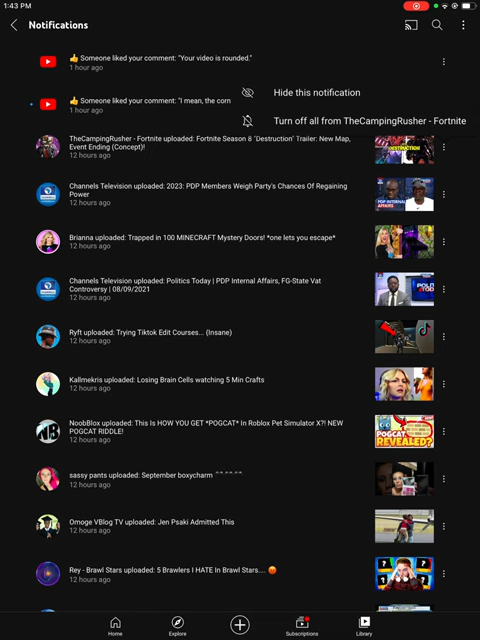 1:43 PM
Notifications
👍 Someone liked your comment: "Your video is rounded."
1 hour ago
Hide this notification
👍 Someone liked your comment: "I mean, the corn
1 hour ago
Turn off all from TheCampingRusher - Fortnite
TheCampingRusher - Fortnite uploaded: Fortnite Season 8 'Destruction' Trailer: New Map,
Event Ending (Concept)!
12 hours ago
DESTRUCTION
Channels Television uploaded: 2023: PDP Members Weigh Party's Chances Of Regaining
Power
12 hours ago
PDP INTERNAL
AFFAIRS
Brianna uploaded: Trapped in 100 MINECRAFT Mystery Doors! *one lets you escape*
12 hours ago
Channels Television uploaded: Politics Today | PDP Internal Affairs, FG-State Vat
Controversy | 08/09/2021
12 hours ago
Ryft uploaded: Trying Tiktok Edit Courses... (Insane)
12 hours ago
Kallmekris uploaded: Losing Brain Cells watching 5 Min Crafts
12 hours ago
NoobBlox uploaded: This Is HOW YOU GET *POGCAT* In Roblox Pet Simulator X?! NEW
POGCAT RIDDLE!
12 hours ago
NB
POGCAT
REVEALED?
sassy pants uploaded: September boxycharm
12 hours ago
Omoge VBlog TV uploaded: Jen Psaki Admitted This
12 hours ago
Rey - Brawl Stars uploaded: 5 Brawlers I HATE In Brawl Stars.... 😡
12 hours ago
Home
Explore
Subscriptions
Library